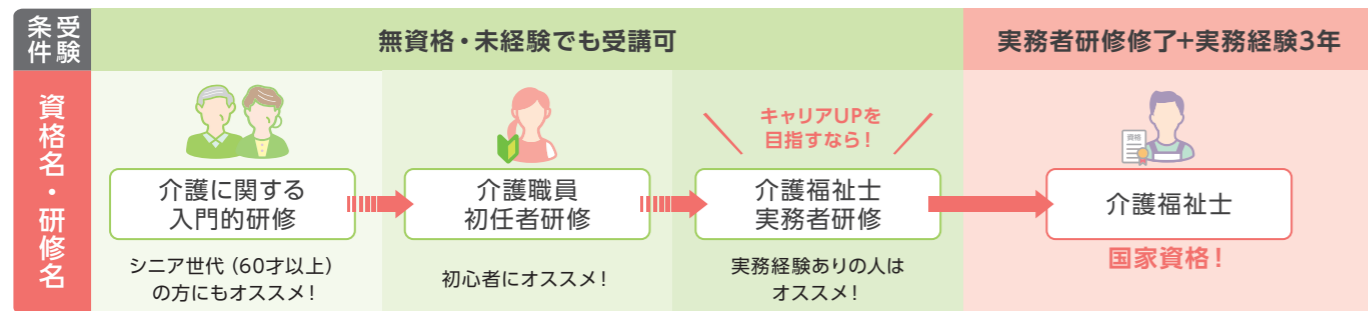 受験
条件
無資格・未経験でも受講可
実務者研修修了+実務経験3年
資格名・研修名
介護に関する
入門的研修
シニア世代（60才以上）
の方にもオススメ！
介護職員
初任者研修
初心者にオススメ！
キャリアUPを
目指すなら！
介護福祉士
実務者研修
実務経験ありの人は
オススメ！
資格
介護福祉士
国家資格！